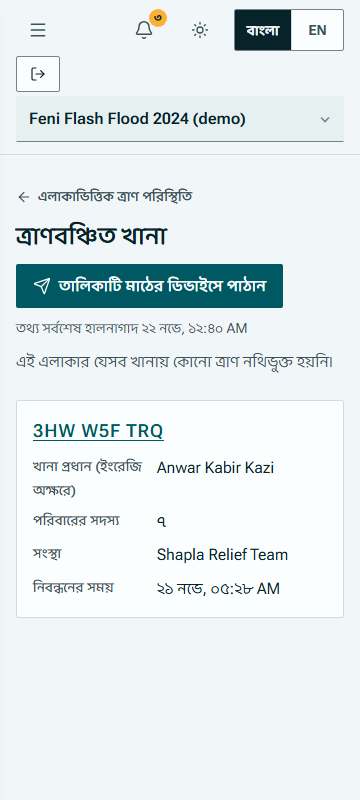 ৩
বাংলা
EN
Feni Flash Flood 2024 (demo)
এলাকাভিত্তিক ত্রাণ পরিস্থিতি
ত্রাণবঞ্চিত খানা
তালিকাটি মাঠের ডিভাইসে পাঠান
তথ্য সর্বশেষ হালনাগাদ ২২ নভে, ১২:৪০ AM
এই এলাকার যেসব খানায় কোনো ত্রাণ নথিভুক্ত হয়নি।
3HW W5F TRQ
খানা প্রধান (ইংরেজি অক্ষরে) Anwar Kabir Kazi
পরিবারের সদস্য ৭
সংস্থা Shapla Relief Team
নিবন্ধনের সময় ২১ নভে, ০৫:২৮ AM